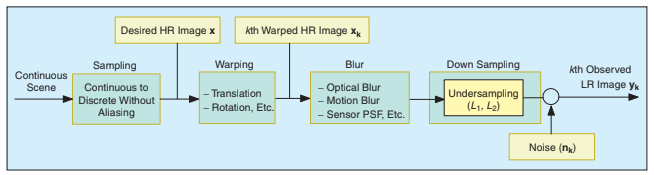 Desired HR Image x
kth Warped HR Image xk
Continuous
Scene
Sampling
Continuous to
Discrete Without
Aliasing
Warping
– Translation
– Rotation, Etc.
Blur
– Optical Blur
– Motion Blur
– Sensor PSF, Etc.
Down Sampling
Undersampling
(L1, L2)
kth Observed
LR Image yk
Noise (nk)